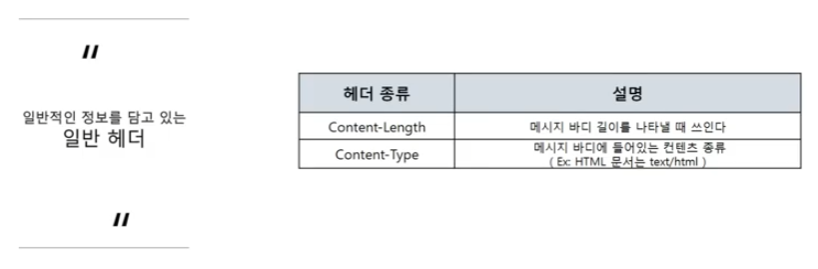 “
일반적인 정보를 담고 있는
일반 헤더
”
헤더 종류 설명
Content-Length 메시지 바디 길이를 나타낼 때 쓰인다
Content-Type 메시지 바디에 들어있는 컨텐츠 종류
( Ex: HTML 문서는 text/html )